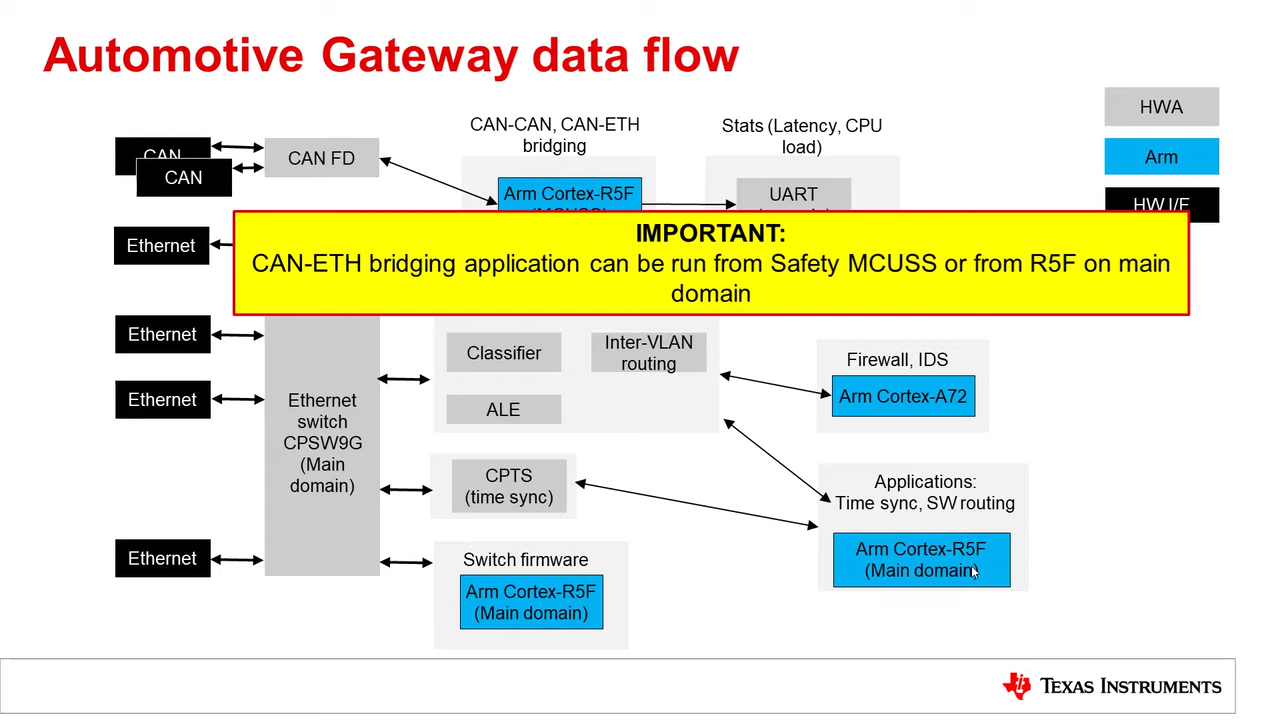 Automotive Gateway data flow
HWA
Arm
HW I/F
CAN-CAN, CAN-ETH
bridging
Stats (Latency, CPU
load)
CAN
CAN
CAN FD
Arm Cortex-R5F
(MCUSS)
UART
Ethernet
IMPORTANT:
CAN-ETH bridging application can be run from Safety MCUSS or from R5F on main
domain
Ethernet
Ethernet
Ethernet
switch
CPSW9G
(Main
domain)
Classifier
Inter-VLAN
routing
ALE
Firewall, IDS
Arm Cortex-A72
CPTS
(time sync)
Applications:
Time sync, SW routing
Arm Cortex-R5F
(Main domain)
Ethernet
Switch firmware
Arm Cortex-R5F
(Main domain)
TEXAS INSTRUMENTS